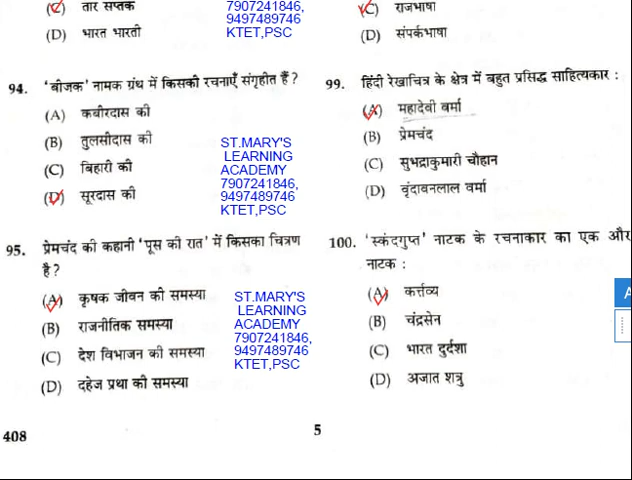 (C) तार सप्तक
(D) भारत भारती
7907241846,
9497489746
KTET,PSC
94. 'बीजक' नामक ग्रंथ में किसकी रचनाएँ संगृहीत हैं?
(A) कबीरदास की
(B) तुलसीदास की
(C) बिहारी की
(D) सूरदास की
ST.MARY'S
LEARNING
ACADEMY
7907241846,
9497489746
KTET,PSC
95. प्रेमचंद की कहानी 'पूस की रात' में किसका चित्रण
है?
(A) कृषक जीवन की समस्या
(B) राजनीतिक समस्या
(C) देश विभाजन की समस्या
(D) दहेज प्रथा की समस्या
ST.MARY'S
LEARNING
ACADEMY
7907241846,
9497489746
KTET,PSC
(C) राजभाषा
(D) संपर्कभाषा
99. हिंदी रेखाचित्र के क्षेत्र में बहुत प्रसिद्ध साहित्यकार :
(A) महादेवी वर्मा
(B) प्रेमचंद
(C) सुभद्राकुमारी चौहान
(D) वृंदावनलाल वर्मा
100. 'स्कंदगुप्त' नाटक के रचनाकार का एक और
नाटक :
(A) कर्त्तव्य
(B) चंद्रसेन
(C) भारत दुर्दशा
(D) अजात शत्रु
408
5